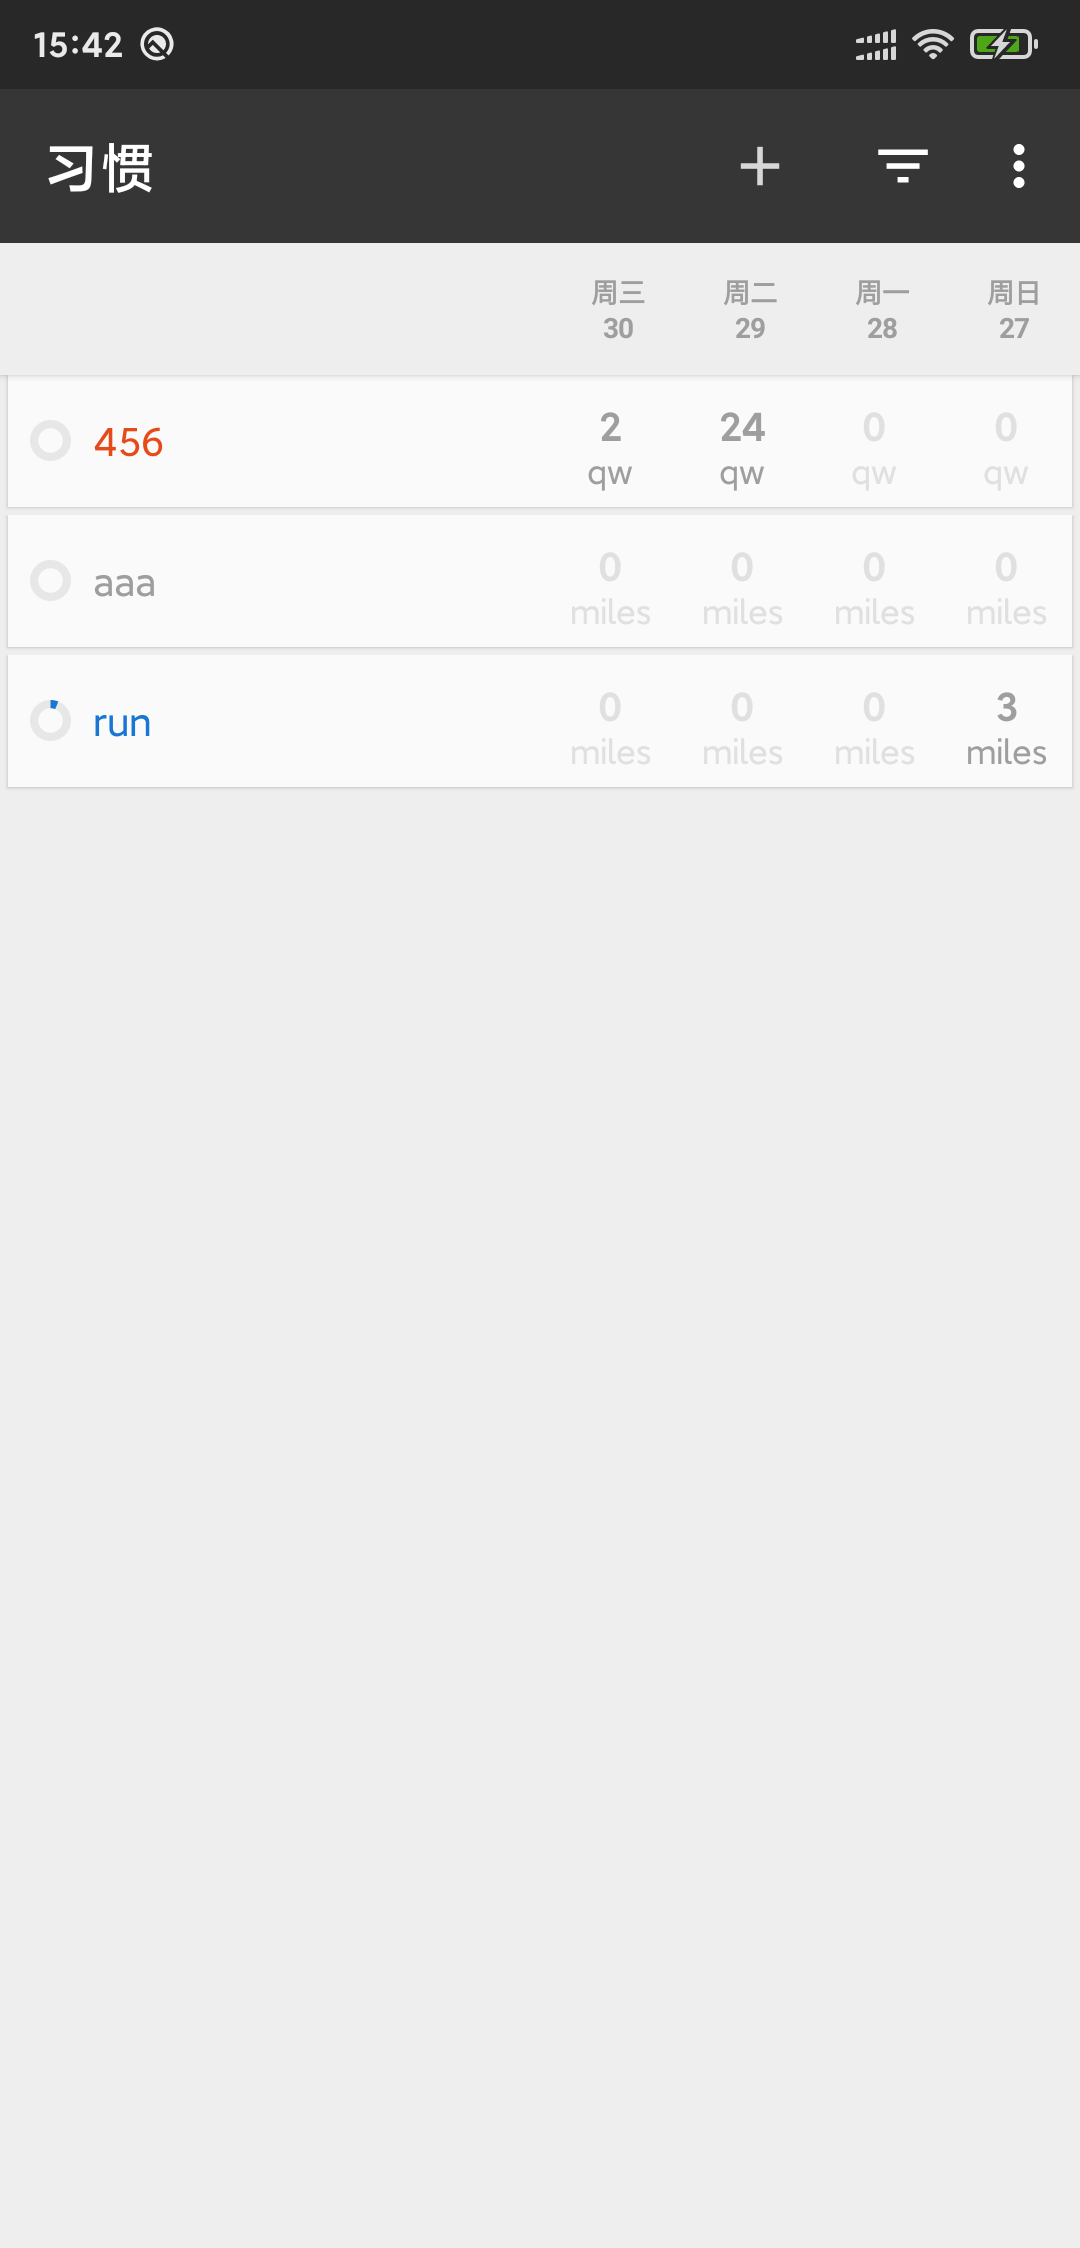 15:42
习惯
周三 周二 周一 周日
30 29 28 27
456 2 24 0 0
qw qw qw qw
aaa 0 0 0 0
miles miles miles miles
run 0 0 0 3
miles miles miles miles